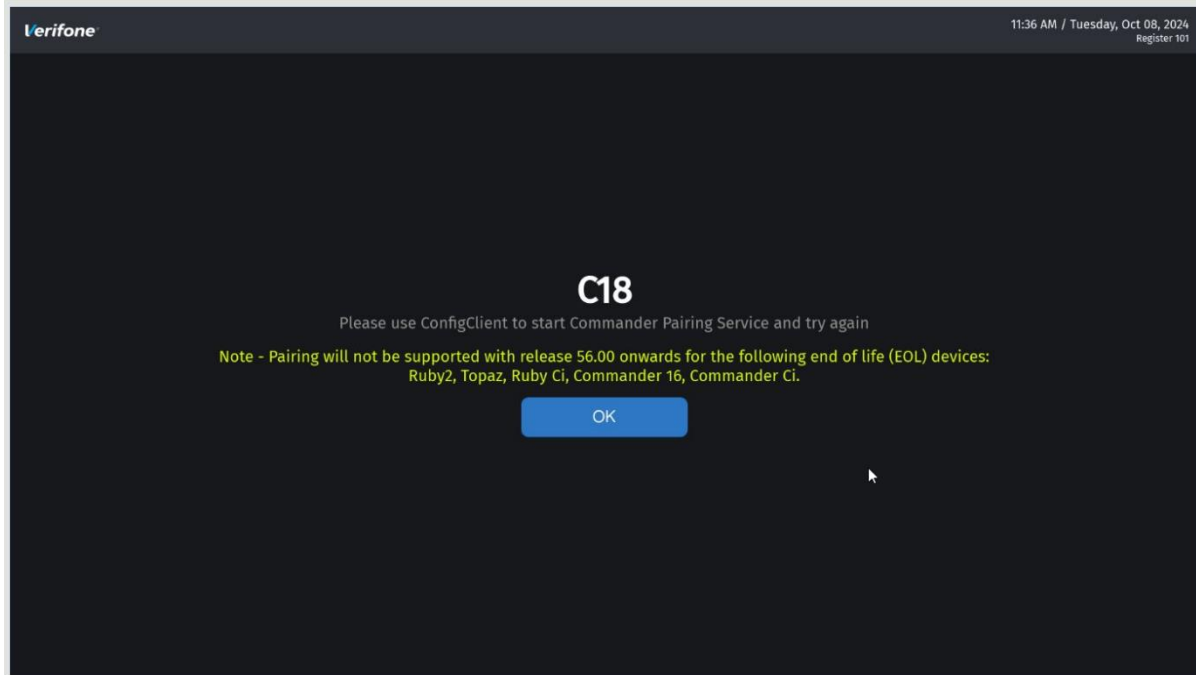 Verifone
11:36 AM / Tuesday, Oct 08, 2024
Register 101
C18
Please use ConfigClient to start Commander Pairing Service and try again
Note - Pairing will not be supported with release 56.00 onwards for the following end of life (EOL) devices:
Ruby2, Topaz, Ruby Ci, Commander 16, Commander Ci.
OK